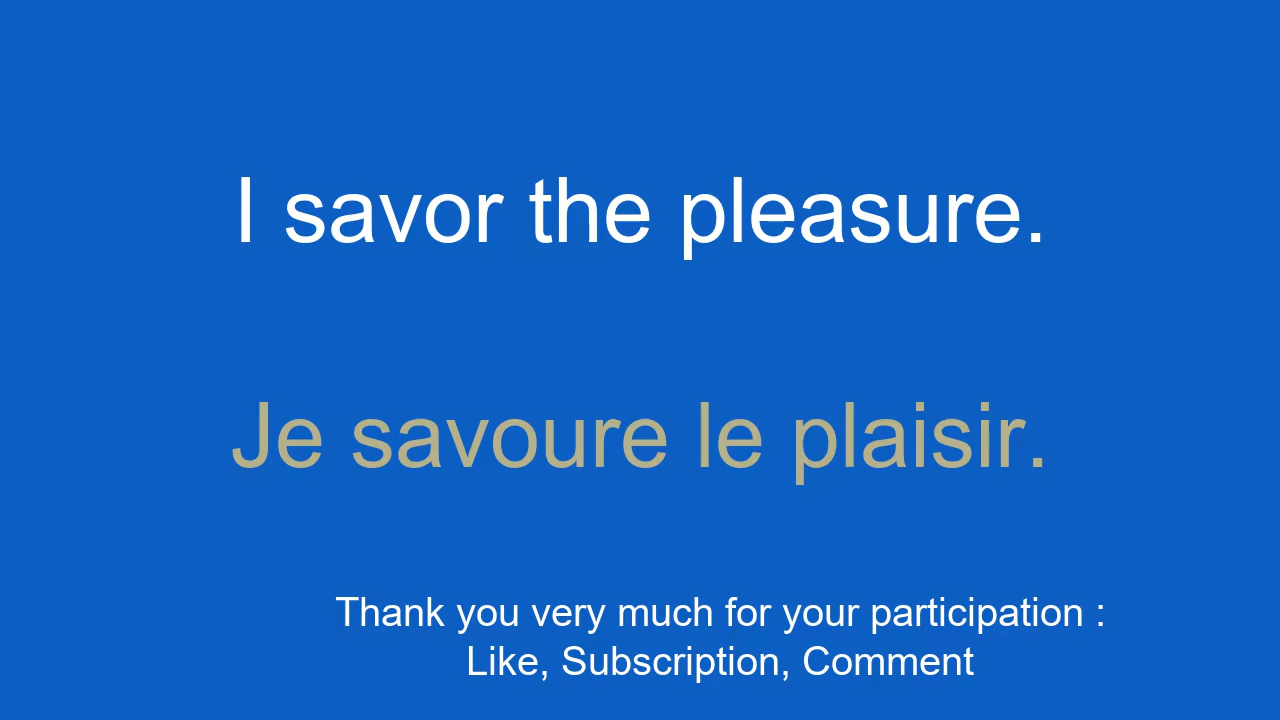 I savor the pleasure.
Je savoure le plaisir.
Thank you very much for your participation :
Like, Subscription, Comment